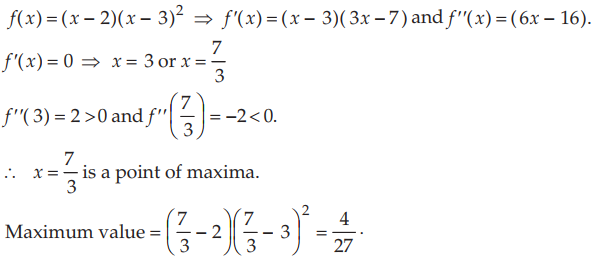 f(x) = (x − 2)(x − 3)² ⇒ f′(x) = (x − 3)(3x − 7) and f′′(x) = (6x − 16).
f′(x) = 0 ⇒ x = 3 or x = 7/3
f′′(3) = 2 > 0 and f′′(7/3) = −2 < 0.
∴ x = 7/3 is a point of maxima.
Maximum value = (7/3 − 2)(7/3 − 3)² = 4/27 ·